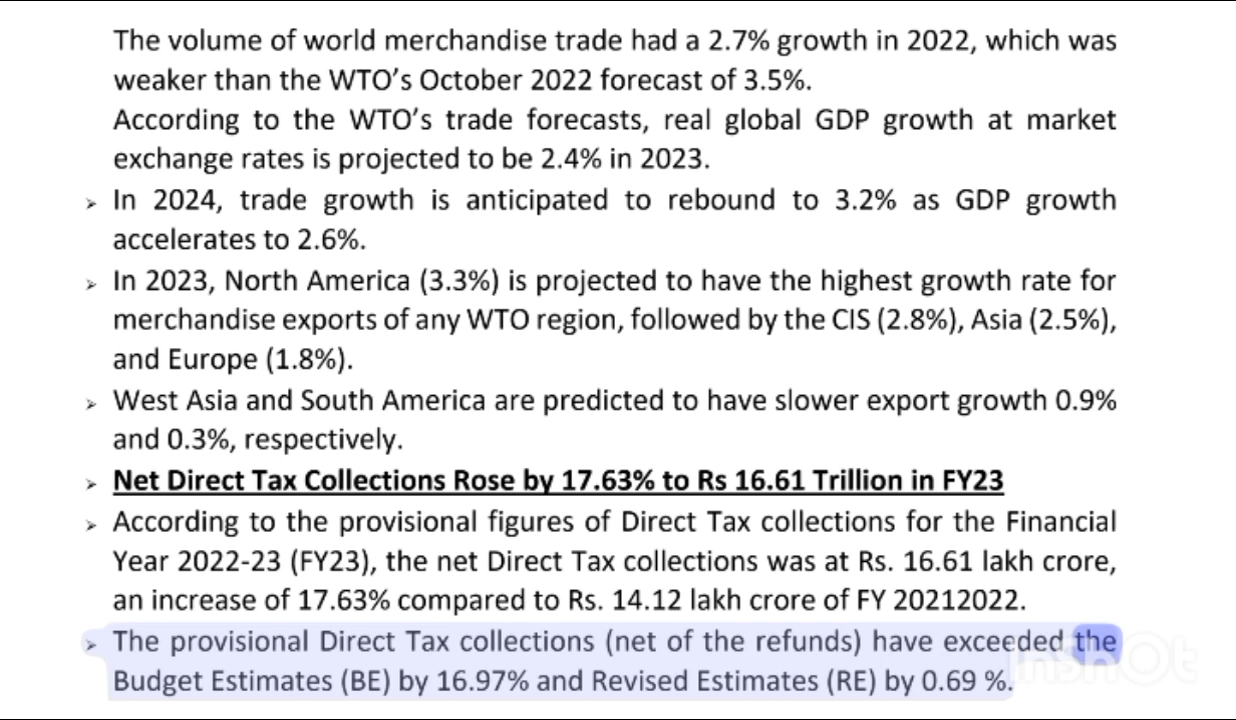 The volume of world merchandise trade had a 2.7% growth in 2022, which was
weaker than the WTO's October 2022 forecast of 3.5%.
According to the WTO's trade forecasts, real global GDP growth at market
exchange rates is projected to be 2.4% in 2023.
➢ In 2024, trade growth is anticipated to rebound to 3.2% as GDP growth
accelerates to 2.6%.
➢ In 2023, North America (3.3%) is projected to have the highest growth rate for
merchandise exports of any WTO region, followed by the CIS (2.8%), Asia (2.5%),
and Europe (1.8%).
➢ West Asia and South America are predicted to have slower export growth 0.9%
and 0.3%, respectively.
➢ Net Direct Tax Collections Rose by 17.63% to Rs 16.61 Trillion in FY23
➢ According to the provisional figures of Direct Tax collections for the Financial
Year 2022-23 (FY23), the net Direct Tax collections was at Rs. 16.61 lakh crore,
an increase of 17.63% compared to Rs. 14.12 lakh crore of FY 20212022.
➢ The provisional Direct Tax collections (net of the refunds) have exceeded the
Budget Estimates (BE) by 16.97% and Revised Estimates (RE) by 0.69 %.
InShOt